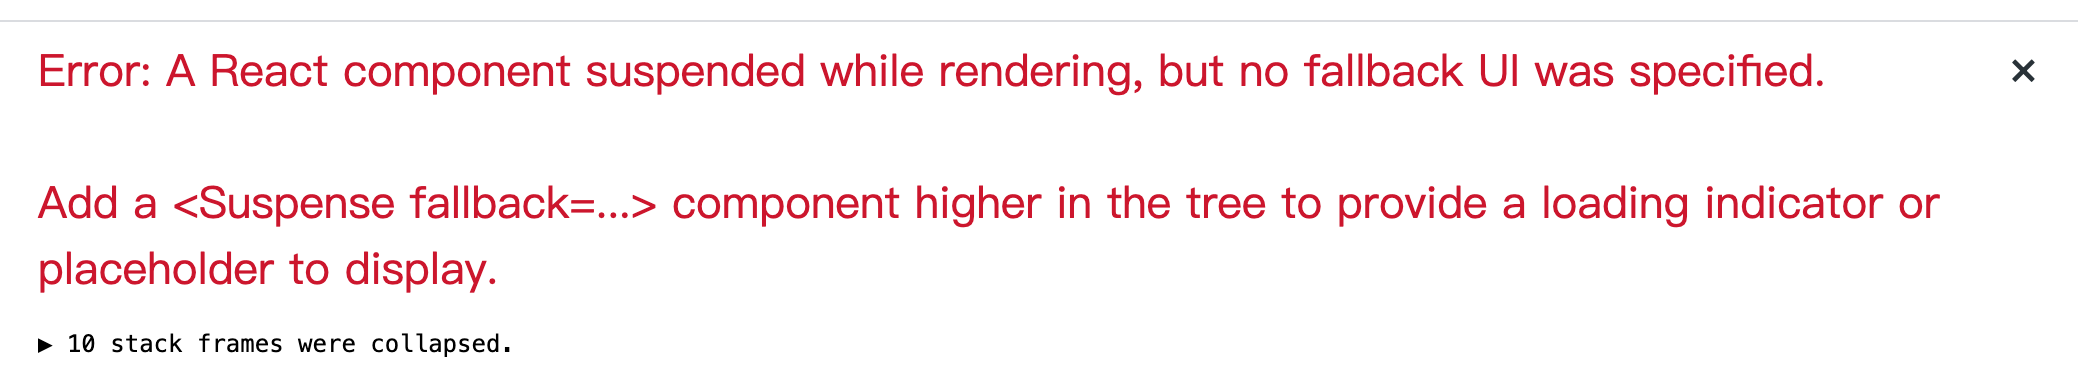 Error: A React component suspended while rendering, but no fallback UI was specified.
×
Add a <Suspense fallback=...> component higher in the tree to provide a loading indicator or
placeholder to display.
▶ 10 stack frames were collapsed.